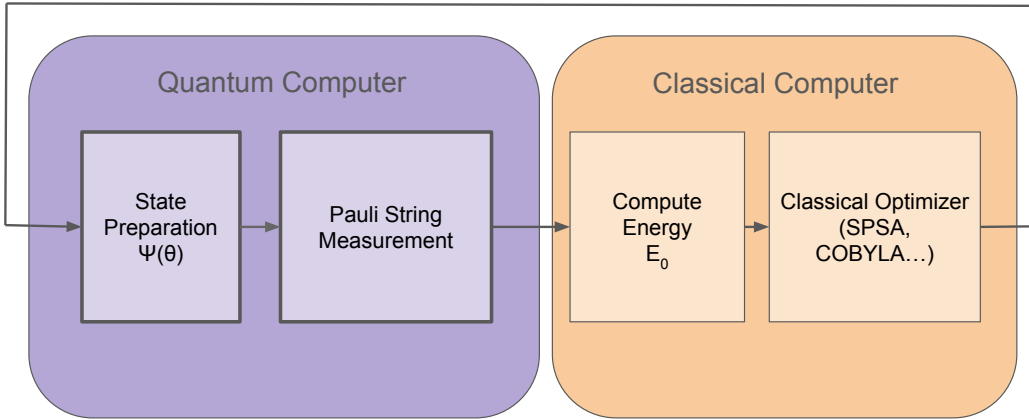 Quantum Computer
Classical Computer
State
Preparation
Ψ(θ)
Pauli String
Measurement
Compute
Energy
E₀
Classical Optimizer
(SPSA,
COBYLA…)